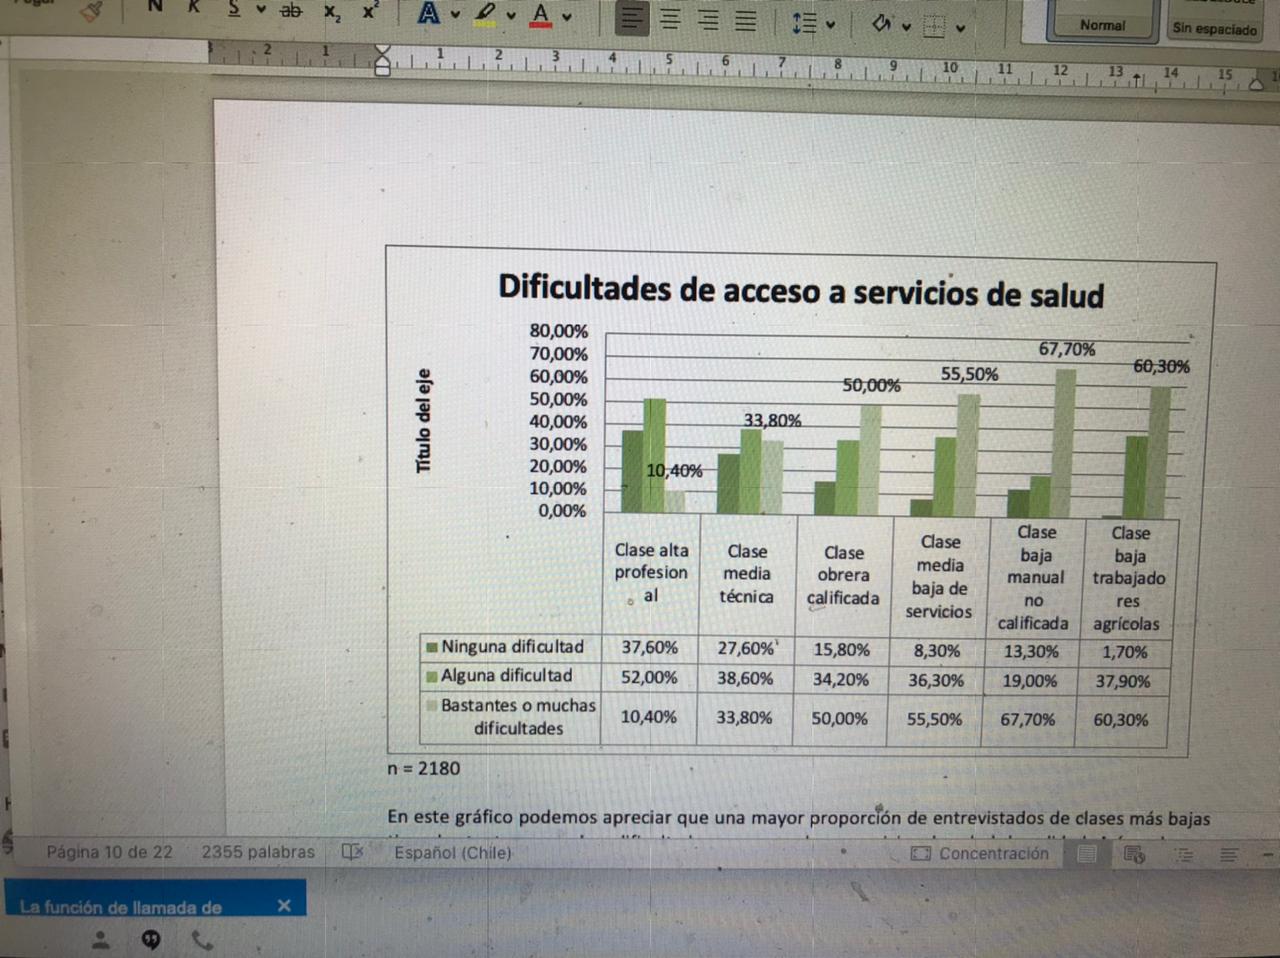 N K S ab x₂ x² A A
Normal
Sin espaciado
2 1 1 2 3 4 5 6 7 8 9 10 11 12 13 14 15
Dificultades de acceso a servicios de salud
Título del eje
80,00%
70,00%
60,00%
50,00%
40,00%
30,00%
20,00%
10,00%
0,00%
10,40%
33,80%
50,00%
55,50%
67,70%
60,30%
Clase alta
profesion
al
Clase
media
técnica
Clase
obrera
calificada
Clase
media
baja de
servicios
Clase
baja
manual
no
calificada
Clase
baja
trabajado
res
agrícolas
Ninguna dificultad 37,60% 27,60% 15,80% 8,30% 13,30% 1,70%
Alguna dificultad 52,00% 38,60% 34,20% 36,30% 19,00% 37,90%
Bastantes o muchas
dificultades 10,40% 33,80% 50,00% 55,50% 67,70% 60,30%
n = 2180
En este gráfico podemos apreciar que una mayor proporción de entrevistados de clases más bajas
Página 10 de 22 2355 palabras Español (Chile) Concentración
La función de llamada de